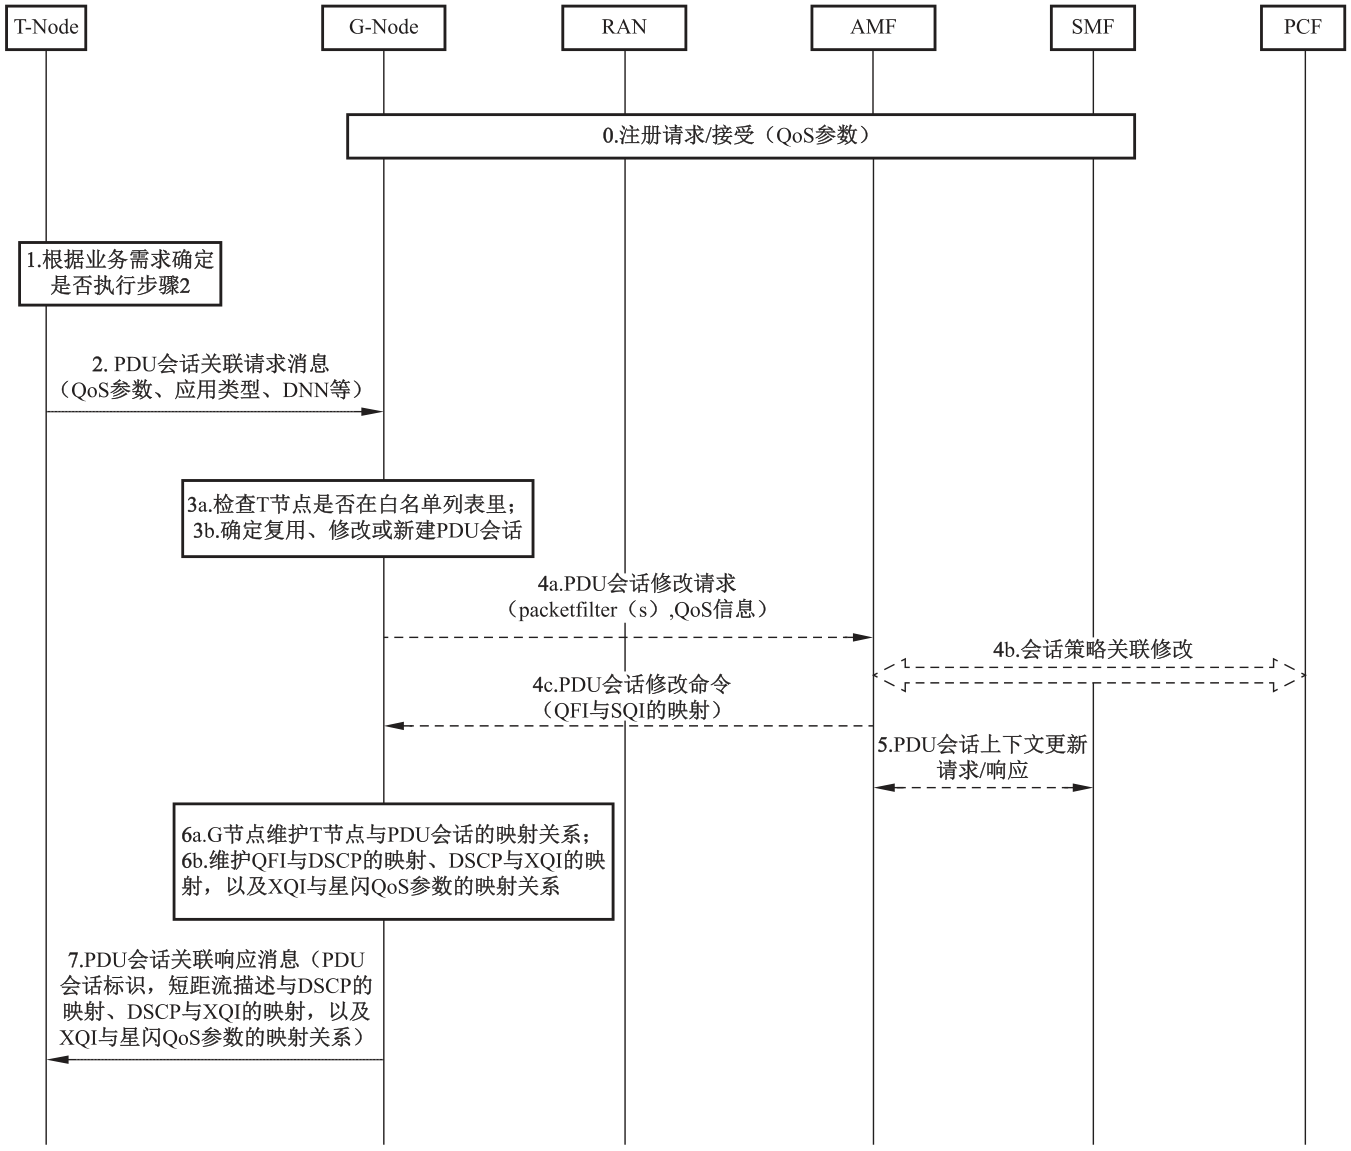 T-Node
G-Node
RAN
AMF
SMF
PCF
0.注册请求/接受（QoS参数）
1.根据业务需求确定
是否执行步骤2
2. PDU会话关联请求消息
（QoS参数、应用类型、DNN等）
3a.检查T节点是否在白名单列表里；
3b.确定复用、修改或新建PDU会话
4a.PDU会话修改请求
（packetfilter（s）,QoS信息）
4b.会话策略关联修改
4c.PDU会话修改命令
（QFI与SQI的映射）
5.PDU会话上下文更新
请求/响应
6a.G节点维护T节点与PDU会话的映射关系；
6b.维护QFI与DSCP的映射、DSCP与XQI的映
射，以及XQI与星闪QoS参数的映射关系
7.PDU会话关联响应消息（PDU
会话标识，短距流描述与DSCP的
映射、DSCP与XQI的映射，以及
XQI与星闪QoS参数的映射关系）